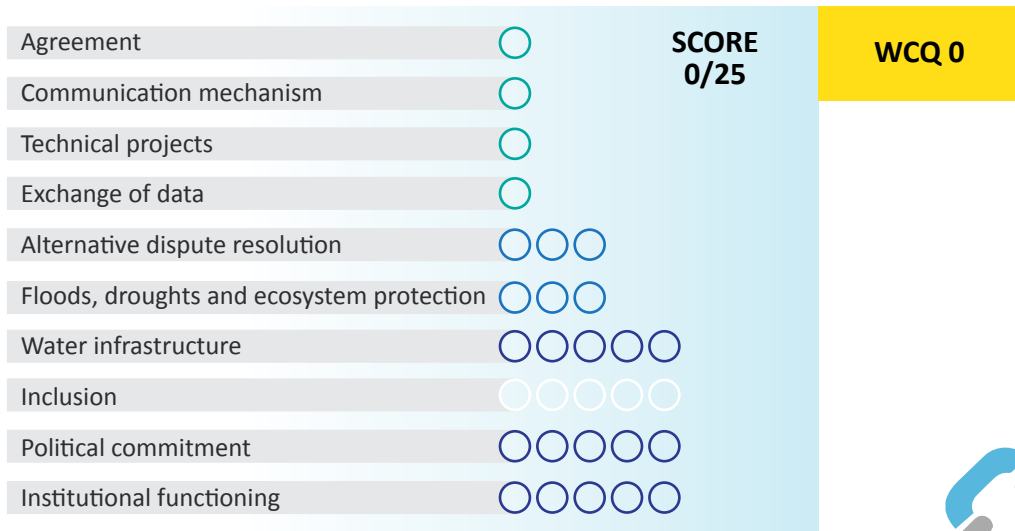 Agreement
Communication mechanism
Technical projects
Exchange of data
Alternative dispute resolution
Floods, droughts and ecosystem protection
Water infrastructure
Inclusion
Political commitment
Institutional functioning
SCORE
0/25
WCQ 0